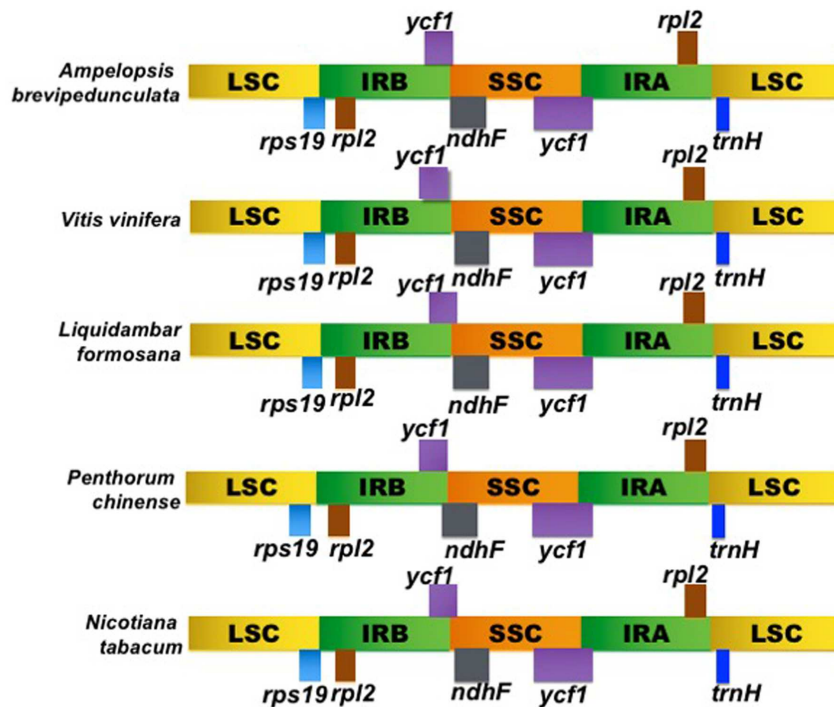 ycf1 rpl2
Ampelopsis
brevipedunculata
LSC IRB SSC IRA LSC
rps19 rpl2 ndhF ycf1 trnH
ycf1 rpl2
Vitis vinifera
LSC IRB SSC IRA LSC
rps19 rpl2 ndhF ycf1 trnH
ycf1 rpl2
Liquidambar
formosana
LSC IRB SSC IRA LSC
rps19 rpl2 ndhF ycf1 trnH
ycf1 rpl2
Penthorum
chinense
LSC IRB SSC IRA LSC
rps19 rpl2 ndhF ycf1 trnH
ycf1 rpl2
Nicotiana
tabacum
LSC IRB SSC IRA LSC
rps19 rpl2 ndhF ycf1 trnH